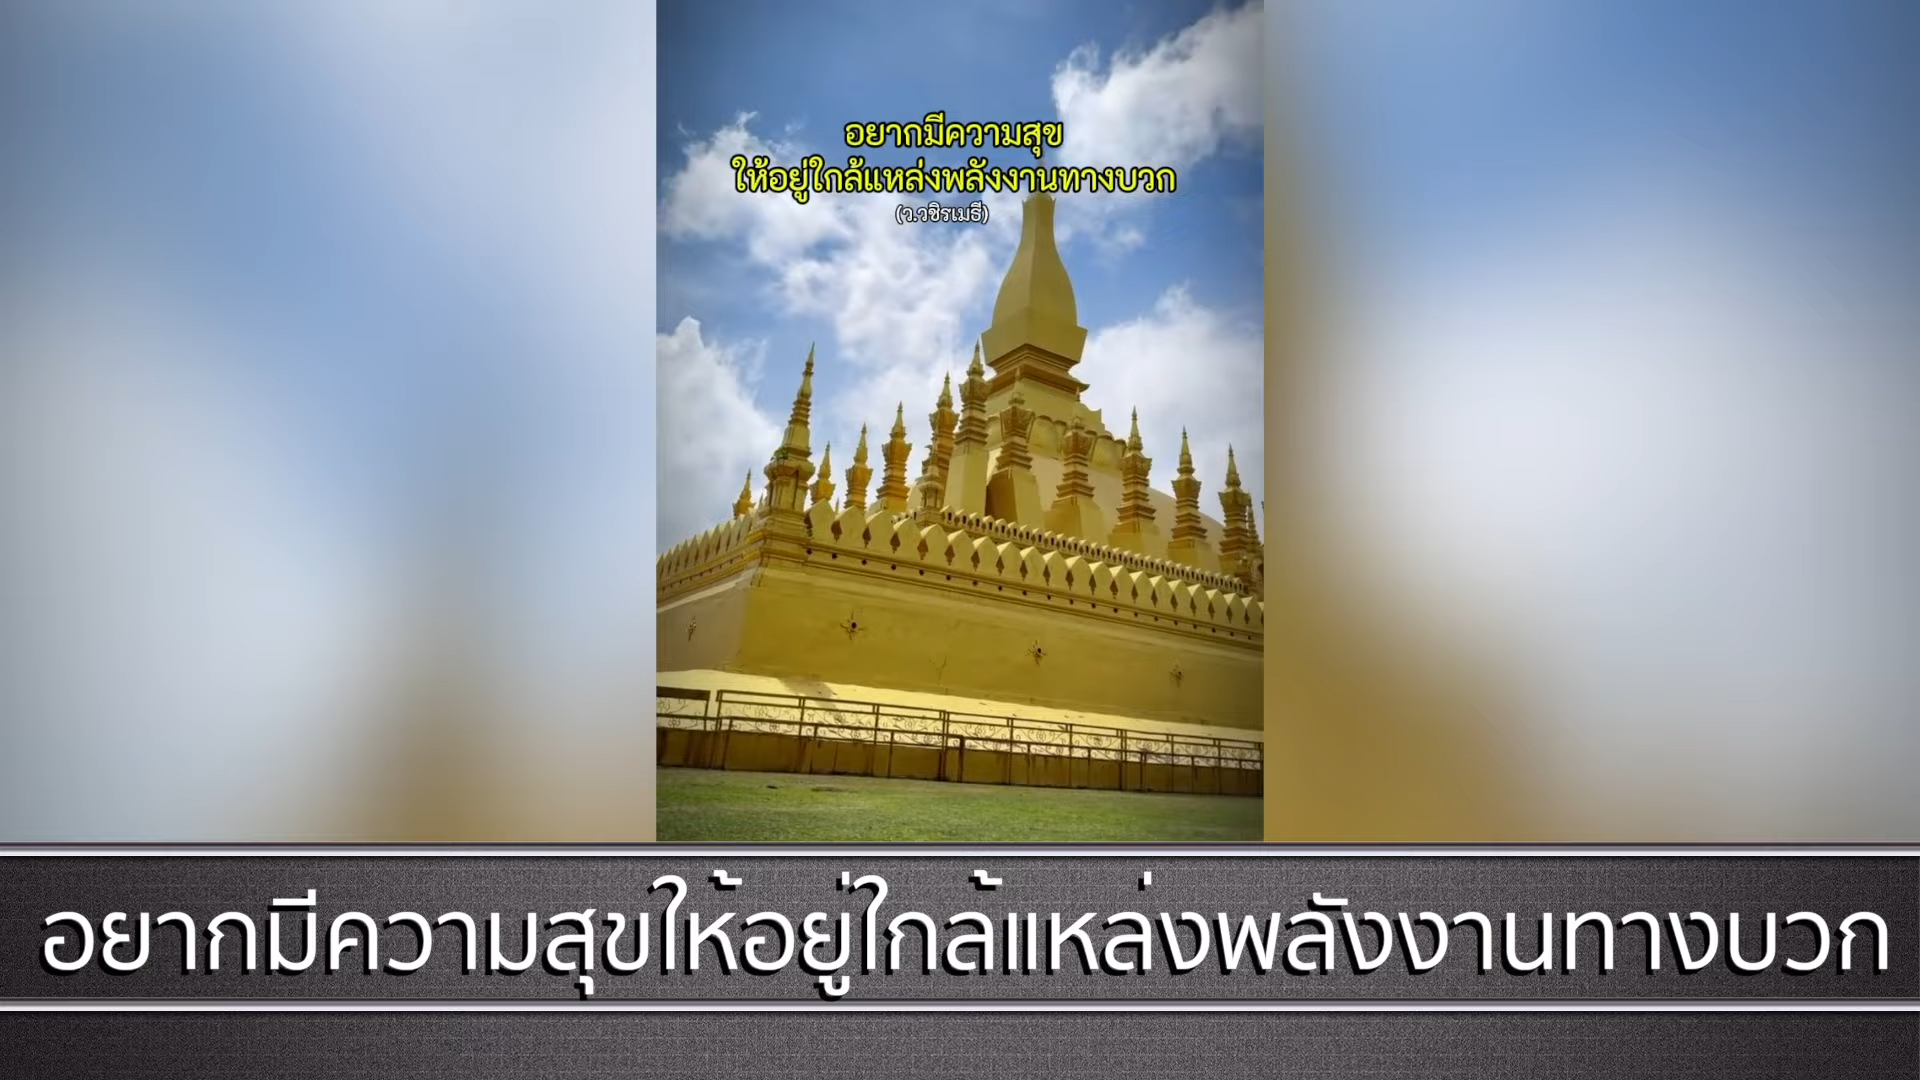 อยากมีความสุข
ให้อยู่ใกล้แหล่งพลังงานทางบวก
(ว.วชิรเมธี)
อยากมีความสุขให้อยู่ใกล้แหล่งพลังงานทางบวก